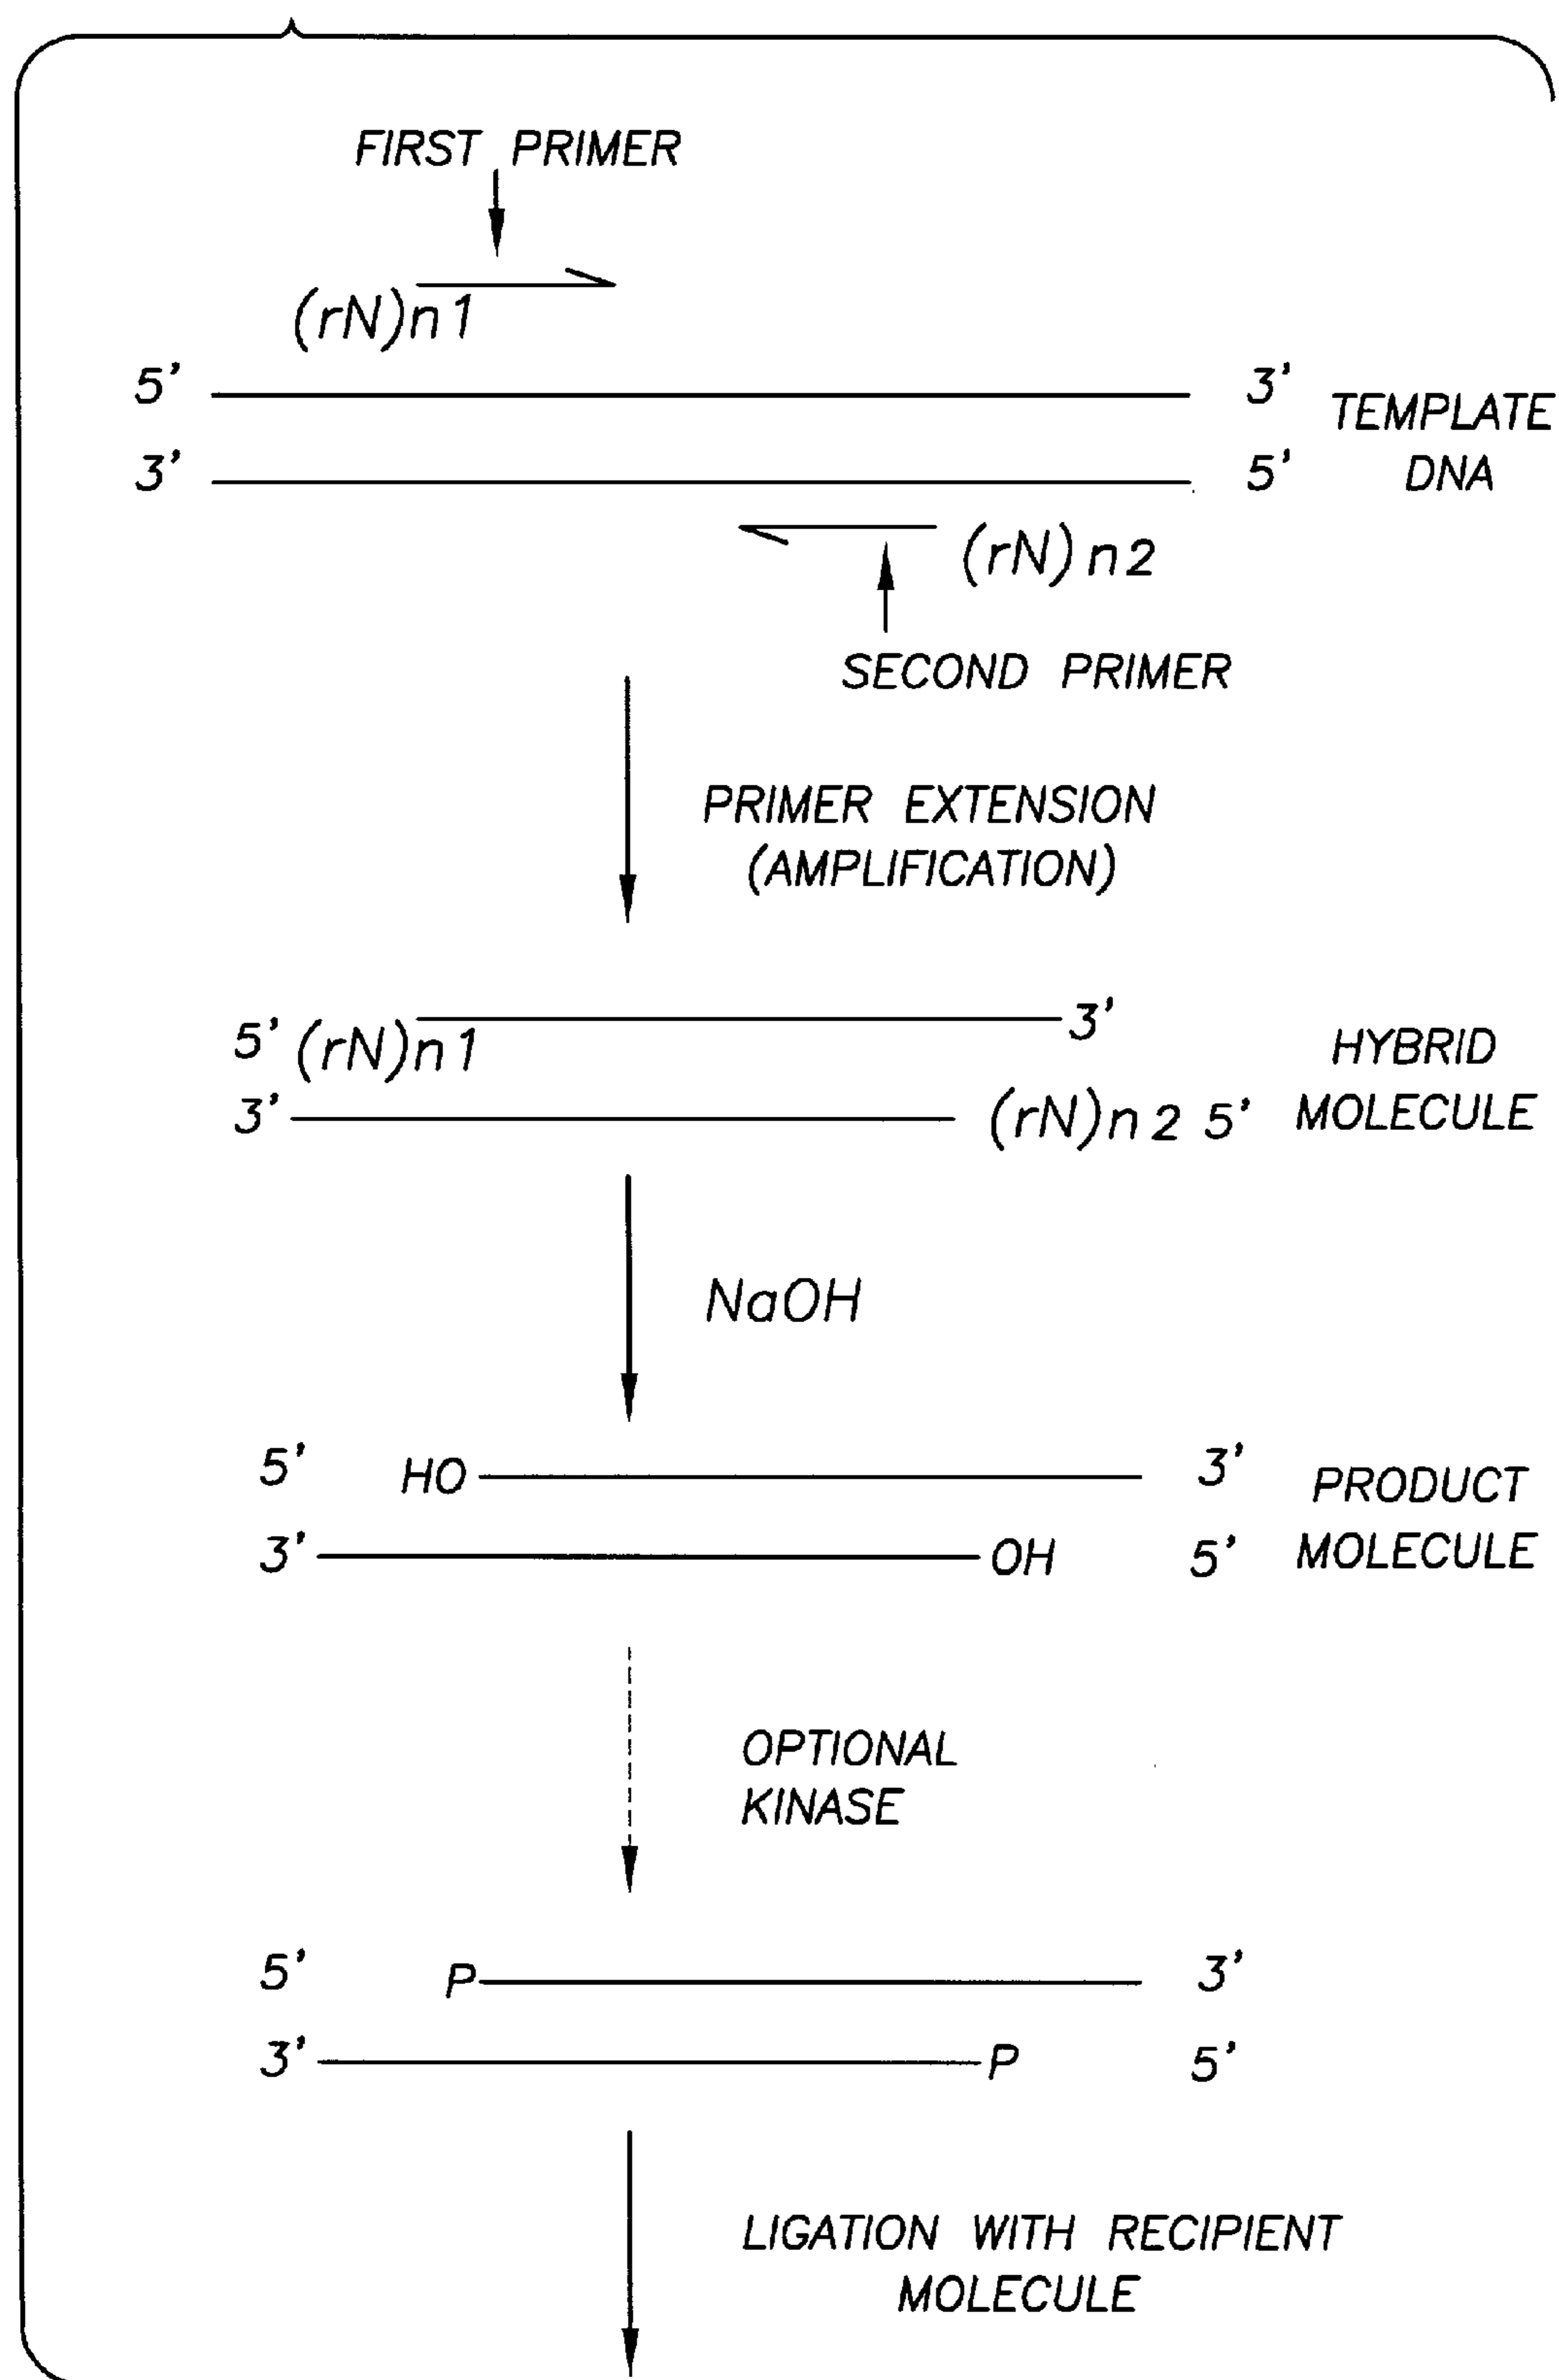 FIRST PRIMER
(rN)n1
5' 3'
TEMPLATE
3' 5' DNA
(rN)n2
SECOND PRIMER
PRIMER EXTENSION
(AMPLIFICATION)
5' (rN)n1 3'
HYBRID
3' (rN)n2 5' MOLECULE
NaOH
5' HO 3' PRODUCT
3' OH 5' MOLECULE
OPTIONAL
KINASE
5' P 3'
3' P 5'
LIGATION WITH RECIPIENT
MOLECULE